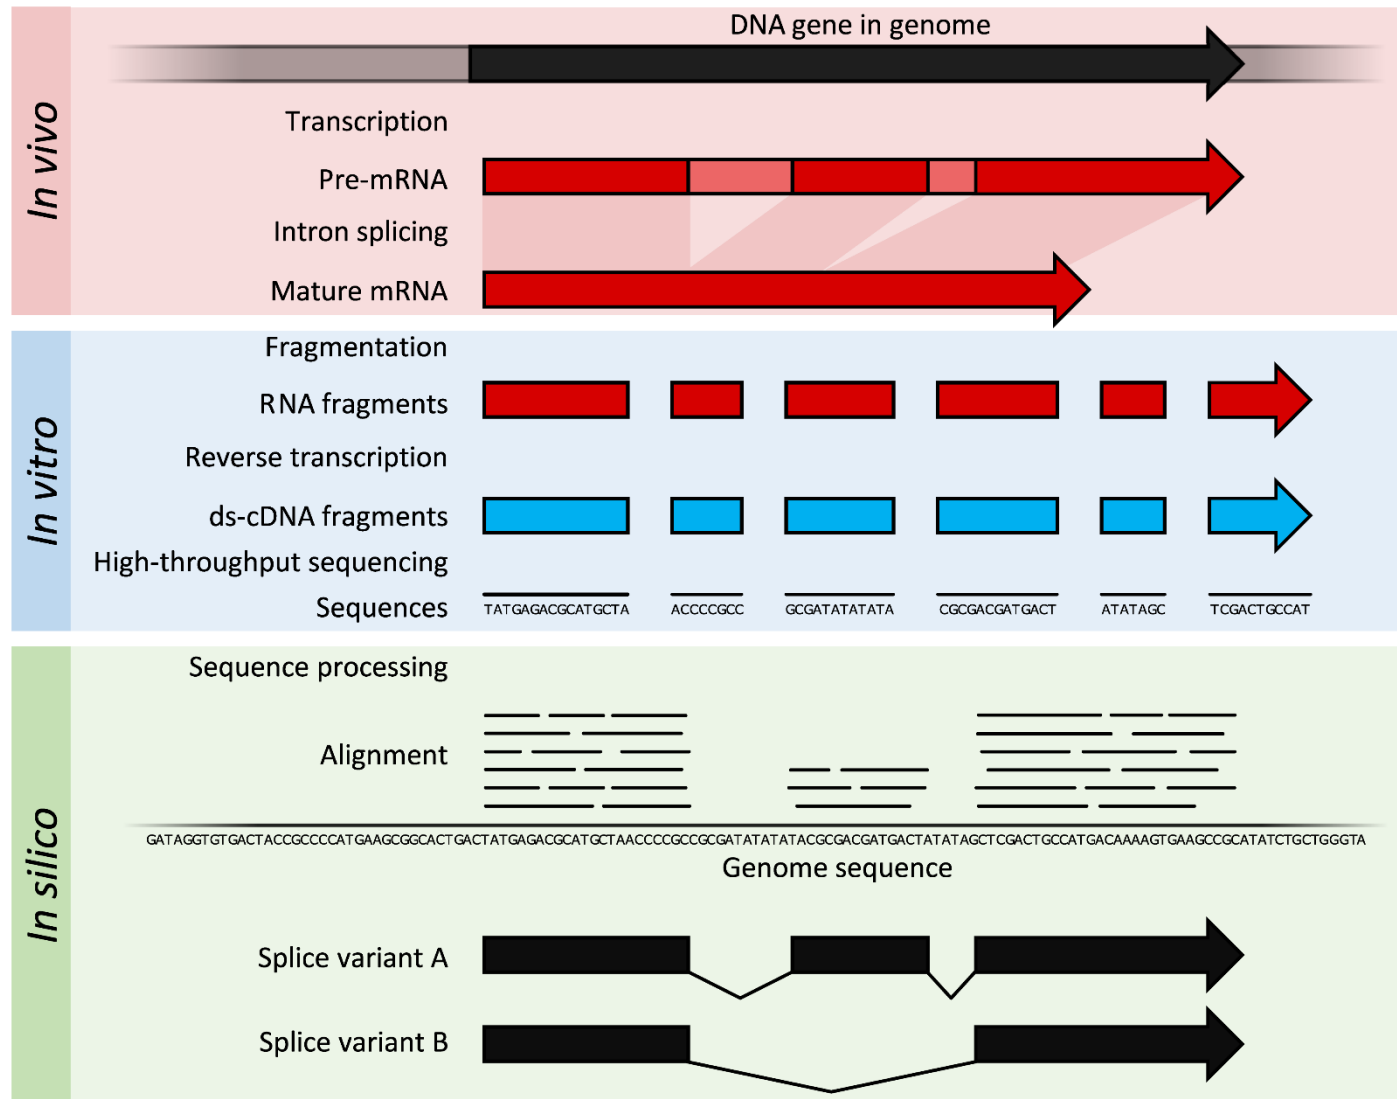 DNA gene in genome
In vivo
Transcription
Pre-mRNA
Intron splicing
Mature mRNA
In vitro
Fragmentation
RNA fragments
Reverse transcription
ds-cDNA fragments
High-throughput sequencing
Sequences TATGAGACGCATGCTA ACCCCGCC GCGATATATATA CGCGACGATGACT ATATAGC TCGACTGCCAT
In silico
Sequence processing
Alignment
GATAGGTGTGACTACCGCCCCATGAAGCGGCACTGACTATGAGACGCATGCTAACCCCGCCGCGATATATATACGCGACGATGACTATATAGCTCGACTGCCATGACAAAAGTGAAGCCGCATATCTGCTGGGTA
Genome sequence
Splice variant A
Splice variant B